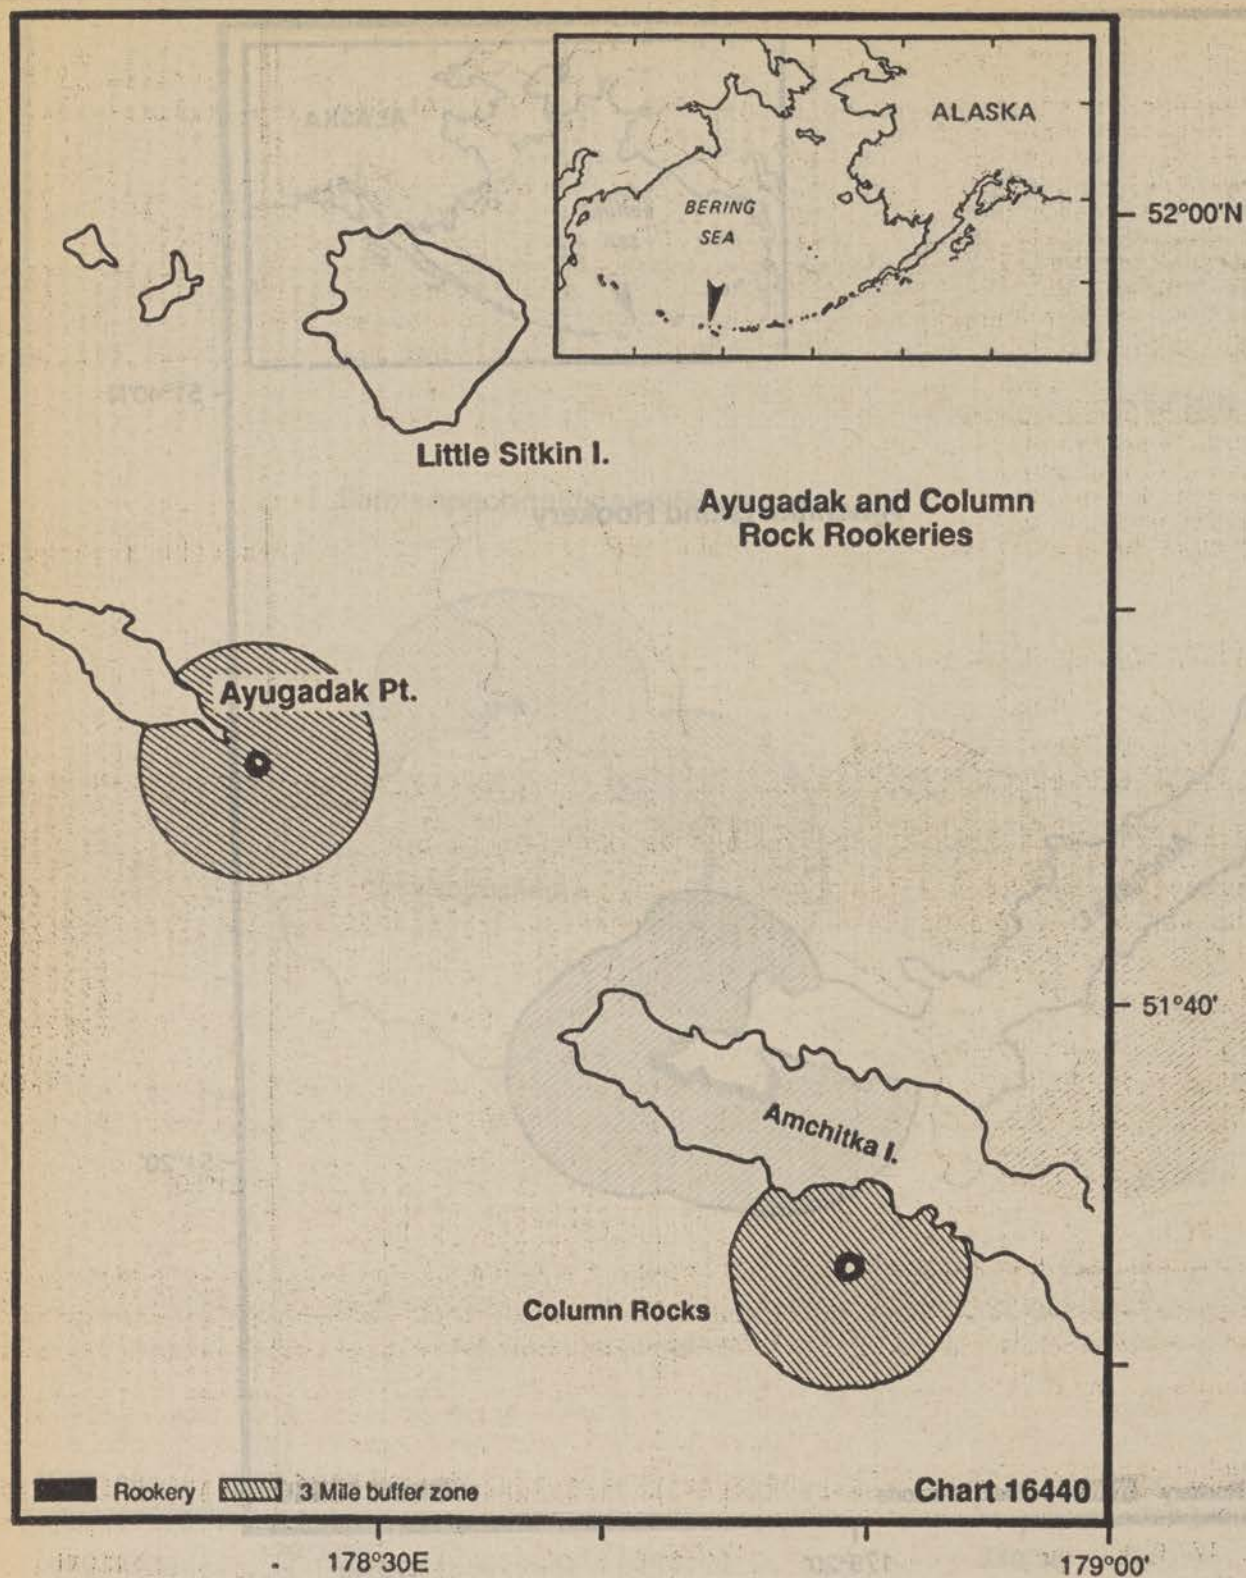 ALASKA
BERING
SEA
52°00'N
Little Sitkin I.
Ayugadak and Column
Rock Rookeries
Ayugadak Pt.
51°40'
Amchitka I.
Column Rocks
Rookery
3 Mile buffer zone
Chart 16440
178°30E
179°00'